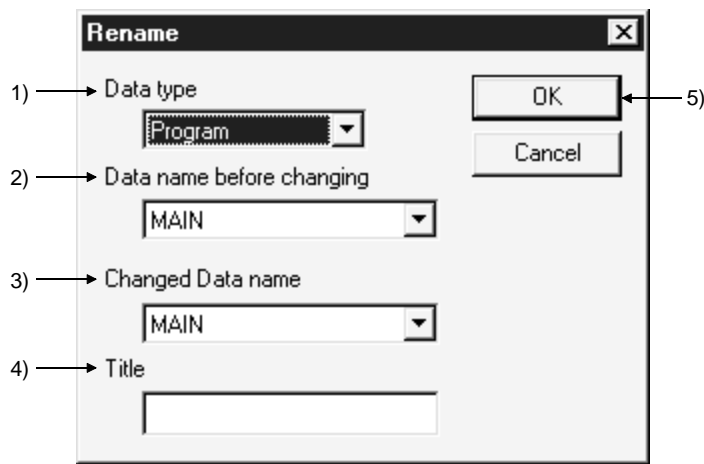 Rename
1) Data type
OK 5)
Program
Cancel
2) Data name before changing
MAIN
3) Changed Data name
MAIN
4) Title